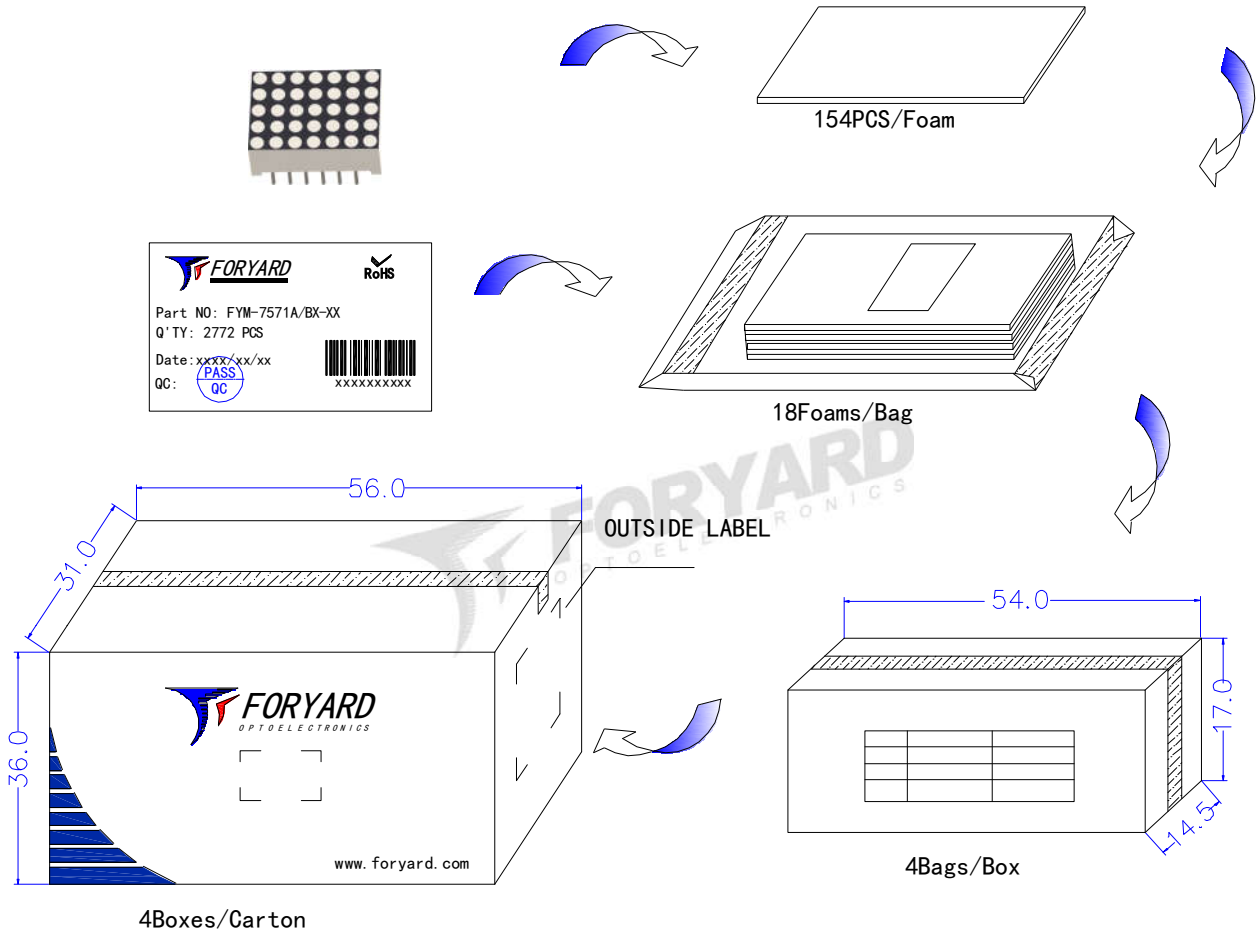 154PCS/Foam
FORYARD
RoHS
Part NO: FYM-7571A/BX-XX
Q'TY: 2772 PCS
Date:xxxx/xx/xx
QC:
PASS
QC
xxxxxxxxxx
18Foams/Bag
FORYARD
OPTOELECTRONICS
56.0
31.0
OUTSIDE LABEL
36.0
FORYARD
OPTOELECTRONICS
www.foryard.com
4Boxes/Carton
54.0
17.0
14.5
4Bags/Box